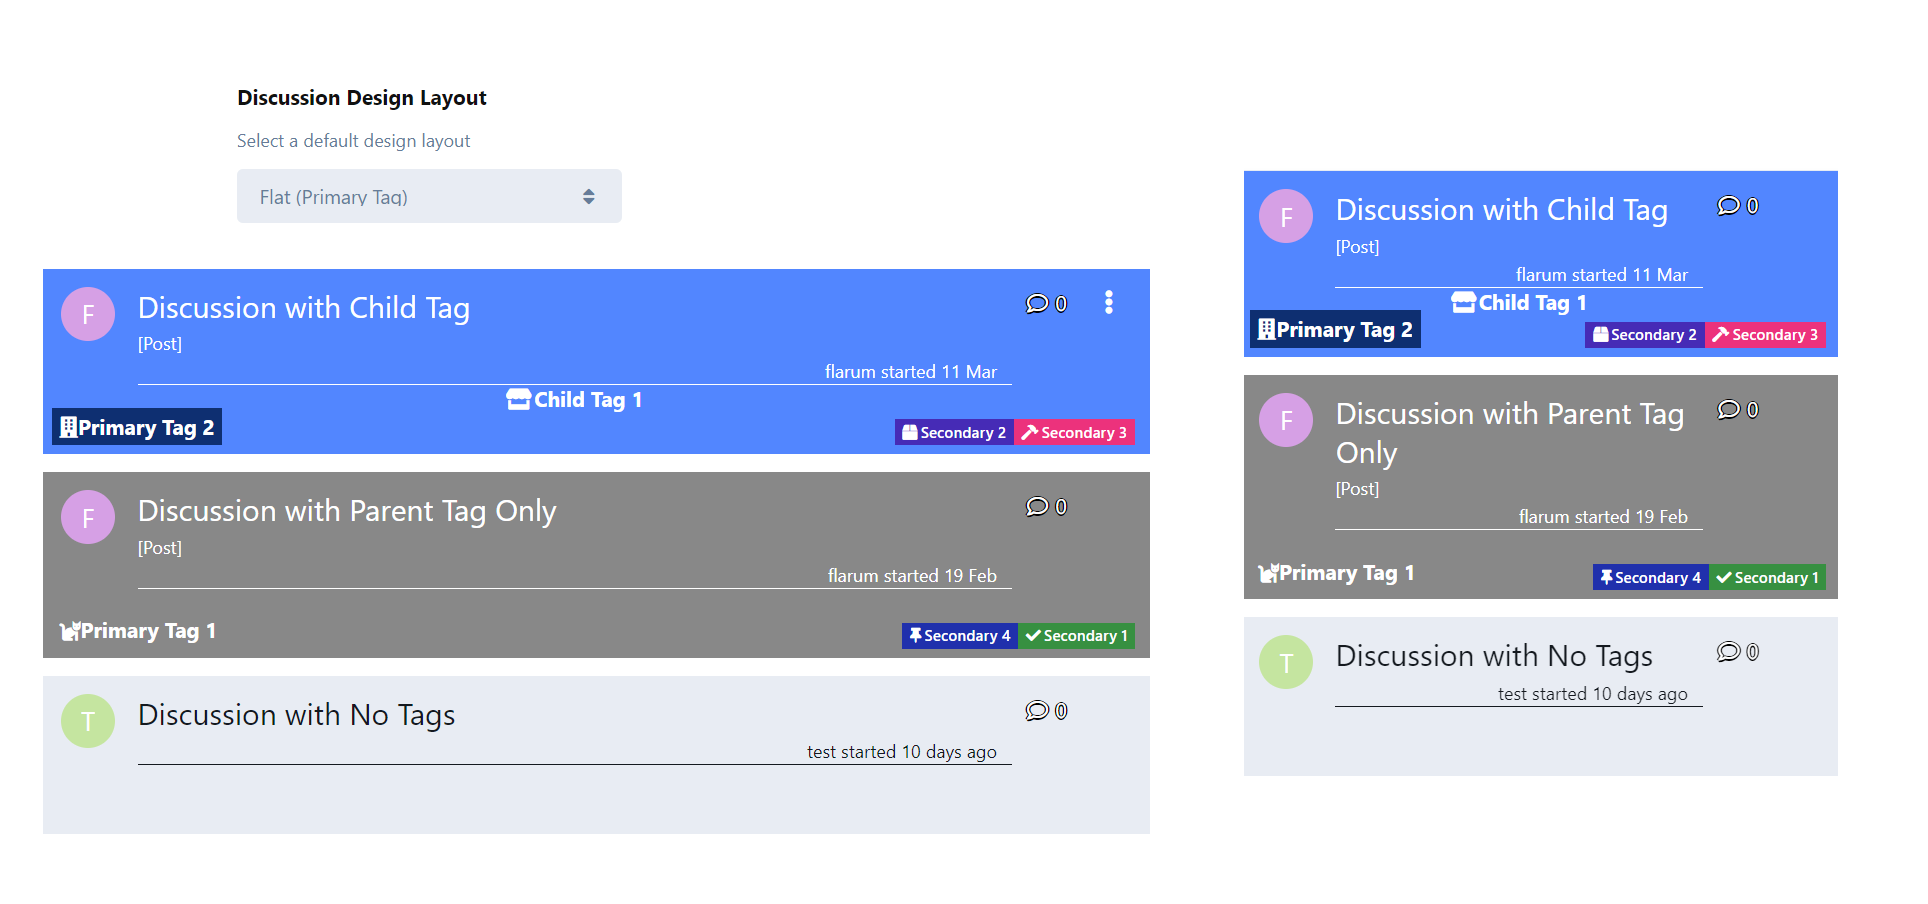 Discussion Design Layout
Select a default design layout
Flat (Primary Tag)
F
Discussion with Child Tag
0
[Post]
flarum started 11 Mar
Child Tag 1
Primary Tag 2
Secondary 2
Secondary 3
F
Discussion with Parent Tag Only
0
[Post]
flarum started 19 Feb
Primary Tag 1
Secondary 4
Secondary 1
T
Discussion with No Tags
0
test started 10 days ago
F
Discussion with Child Tag
0
[Post]
flarum started 11 Mar
Child Tag 1
Primary Tag 2
Secondary 2
Secondary 3
F
Discussion with Parent Tag
Only
0
[Post]
flarum started 19 Feb
Primary Tag 1
Secondary 4
Secondary 1
T
Discussion with No Tags
0
test started 10 days ago